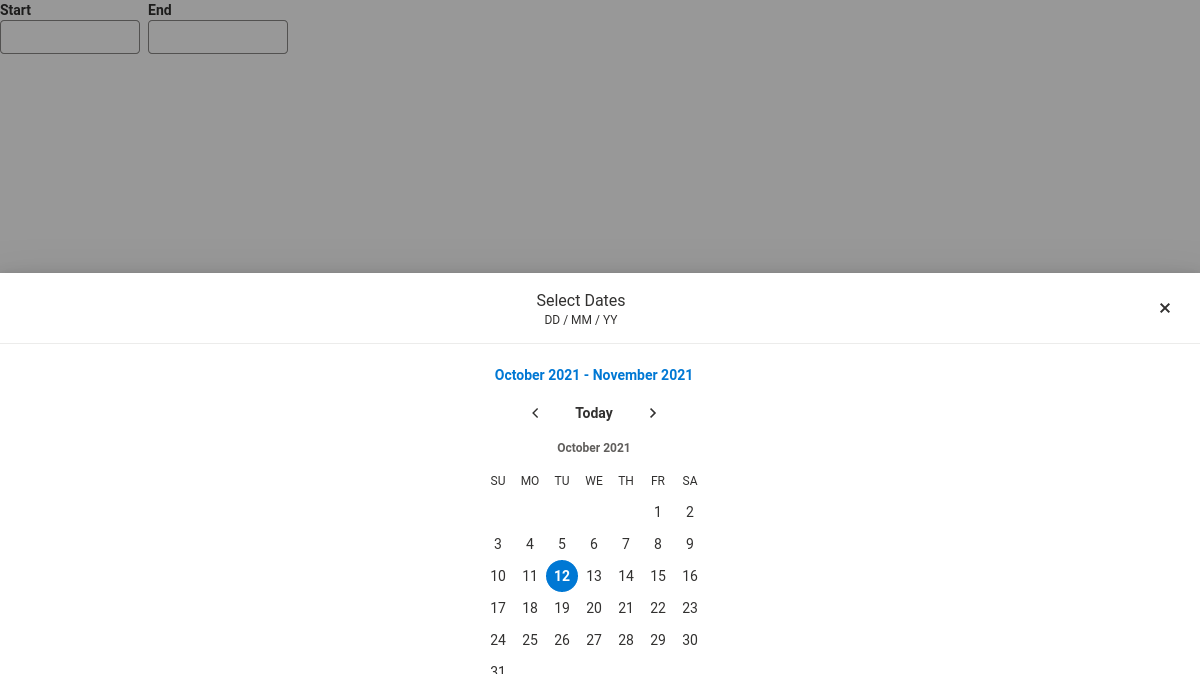 Start End
Select Dates
DD / MM / YY
×
October 2021 - November 2021
Today
October 2021
SU MO TU WE TH FR SA
1 2
3 4 5 6 7 8 9
10 11 12 13 14 15 16
17 18 19 20 21 22 23
24 25 26 27 28 29 30
31